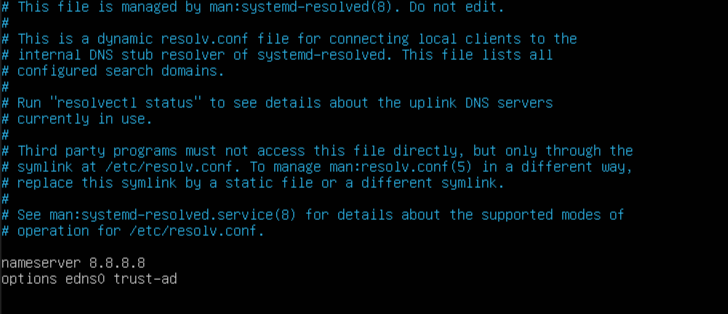 # This file is managed by man:systemd-resolved(8). Do not edit.
#
# This is a dynamic resolv.conf file for connecting local clients to the
# internal DNS stub resolver of systemd-resolved. This file lists all
# configured search domains.
#
# Run "resolvectl status" to see details about the uplink DNS servers
# currently in use.
#
# Third party programs must not access this file directly, but only through the
# symlink at /etc/resolv.conf. To manage man:resolv.conf(5) in a different way,
# replace this symlink by a static file or a different symlink.
#
# See man:systemd-resolved.service(8) for details about the supported modes of
# operation for /etc/resolv.conf.
nameserver 8.8.8.8
options edns0 trust-ad